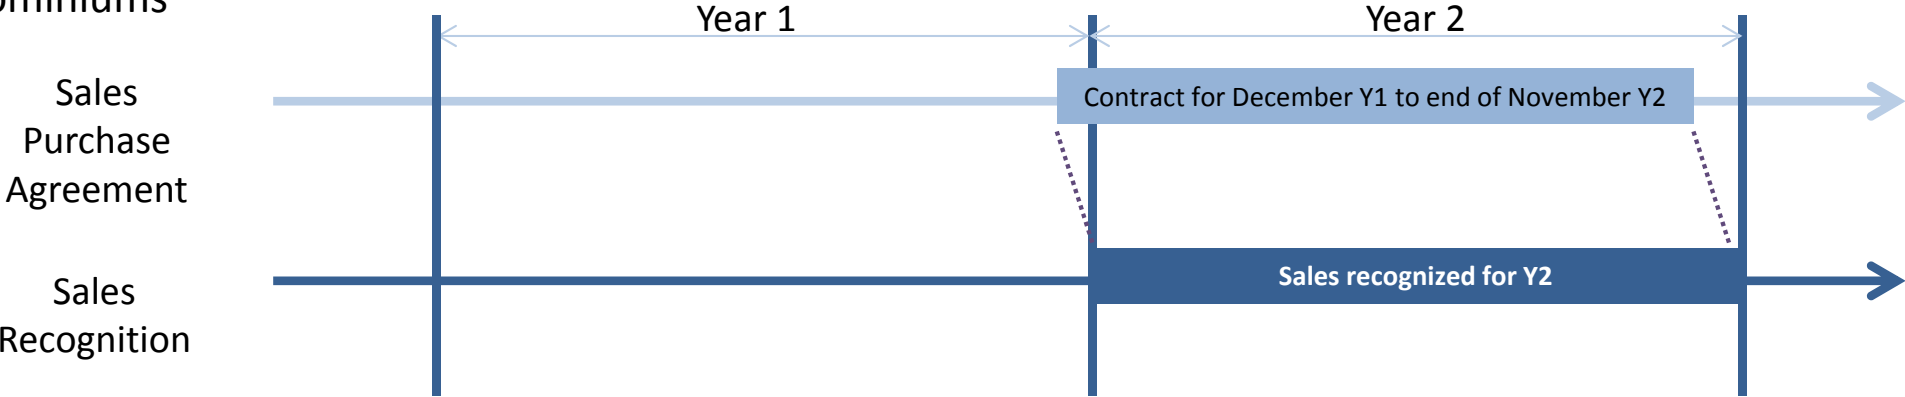 Year 1
Year 2
Sales
Purchase
Agreement
Contract for December Y1 to end of November Y2
Sales
Recognition
Sales recognized for Y2